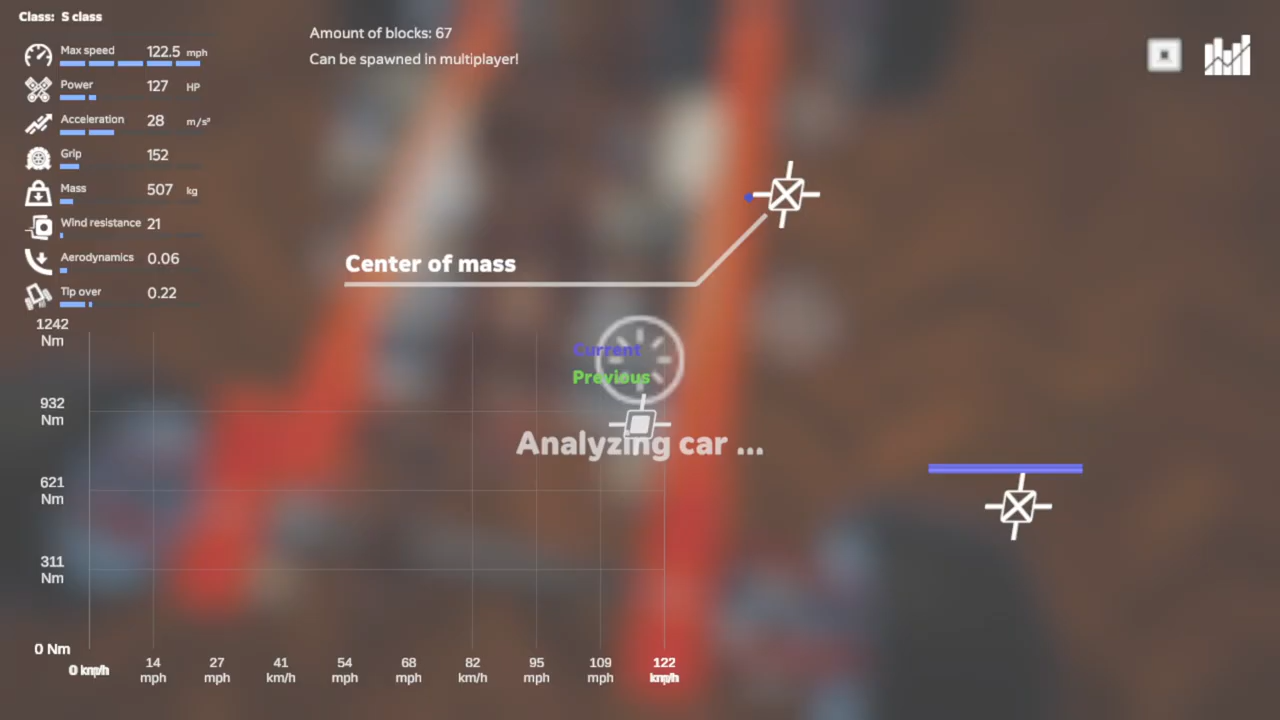 Class: S class
Max speed 122.5 mph
Power 127 HP
Acceleration 28 m/s²
Grip 152
Mass 507 kg
Wind resistance 21
Aerodynamics 0.06
Tip over 0.22
Amount of blocks: 67
Can be spawned in multiplayer!
Center of mass
Current
Previous
Analyzing car ...
1242 Nm
932 Nm
621 Nm
311 Nm
0 Nm
0
14 mph
27 mph
41 km/h
54 mph
68 mph
82 km/h
95 mph
109 mph
122